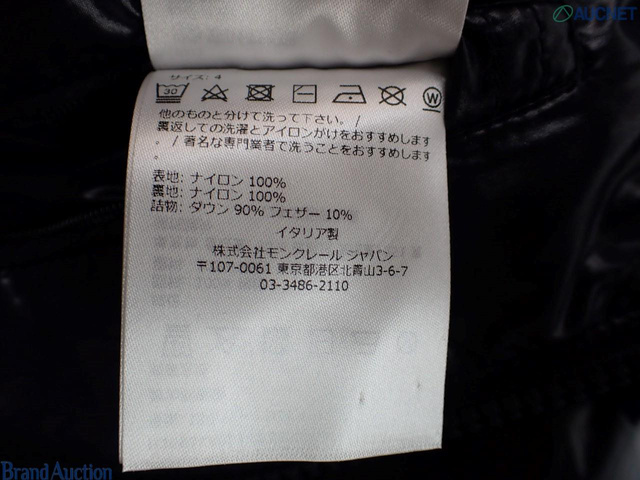 AUCNET
サイズ: 4
30
W
他のものと分けて洗って下さい。/
裏返しての洗濯とアイロンがけをおすすめします
。/ 著名な専門業者で洗うことをおすすめします
。
表地: ナイロン 100%
裏地: ナイロン 100%
詰物: ダウン 90% フェザー 10%
イタリア製
株式会社モンクレール ジャパン
〒107-0061 東京都港区北青山3-6-7
03-3486-2110
Brand Auction